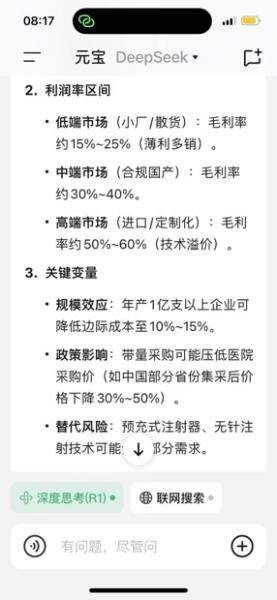 08:17
元宝 DeepSeek
2. 利润率区间
• 低端市场（小厂/散货）：毛利率
约15%~25%（薄利多销）。
• 中端市场（合规国产）：毛利率
约30%~40%。
• 高端市场（进口/定制化）：毛利
率约50%~60%（技术溢价）。
3. 关键变量
• 规模效应：年产1亿支以上企业可
降低边际成本至10%~15%。
• 政策影响：带量采购可能压低医院
采购价（如中国部分省份集采后价
格下降30%~50%）。
• 替代风险：预充式注射器、无针注
射技术可能 部分需求。
深度思考(R1) 联网搜索
有问题，尽管问